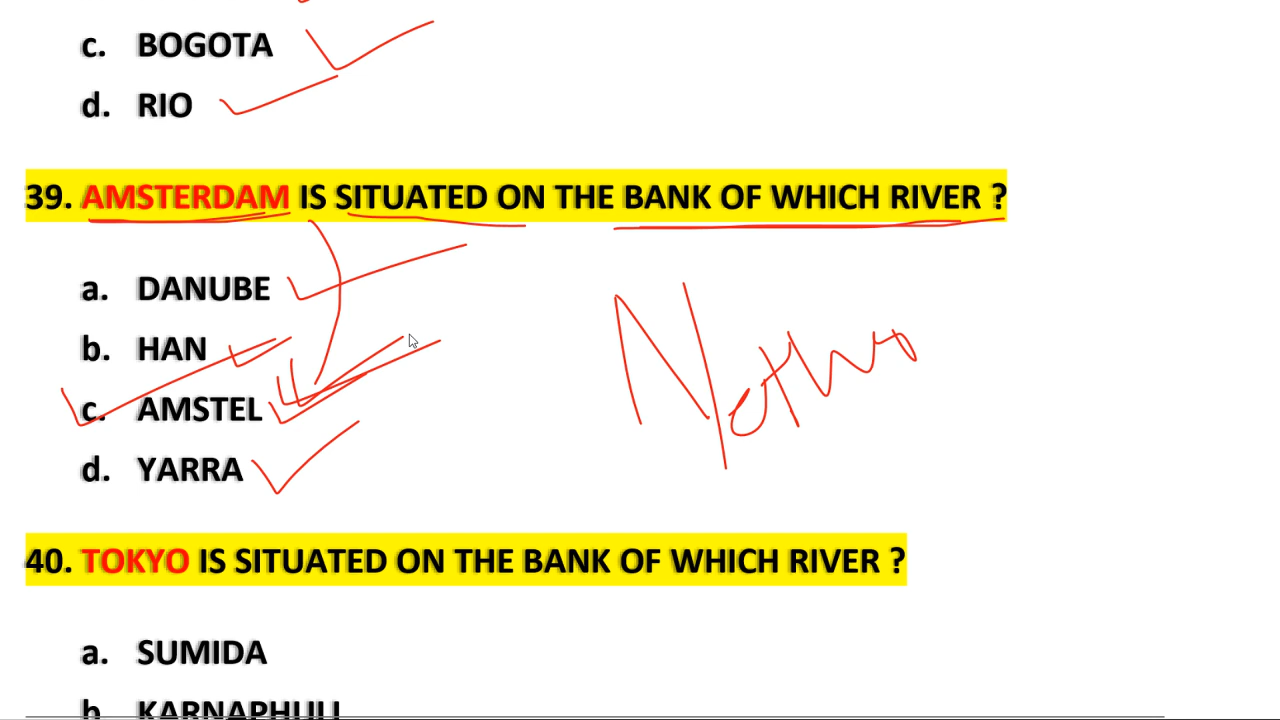 c. BOGOTA
d. RIO
39. AMSTERDAM IS SITUATED ON THE BANK OF WHICH RIVER ?
a. DANUBE
b. HAN
c. AMSTEL
d. YARRA
40. TOKYO IS SITUATED ON THE BANK OF WHICH RIVER ?
a. SUMIDA
b KARNAPHULI